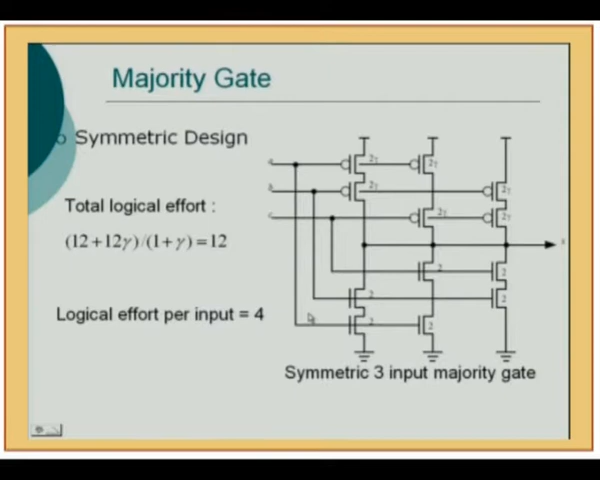 Majority Gate
Symmetric Design
Total logical effort :
(12+12γ)/(1+γ)=12
Logical effort per input = 4
Symmetric 3 input majority gate